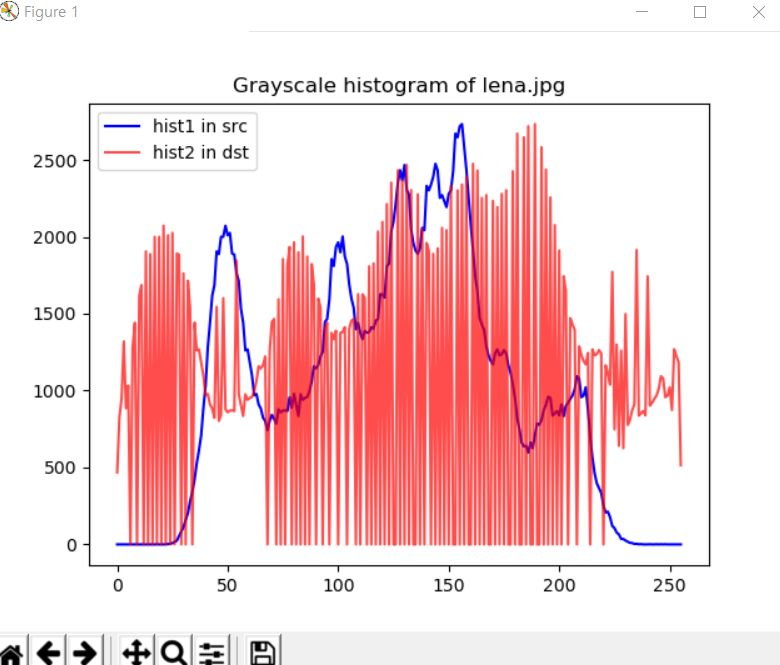 Figure 1
Grayscale histogram of lena.jpg
hist1 in src
hist2 in dst
2500
2000
1500
1000
500
0
0 50 100 150 200 250